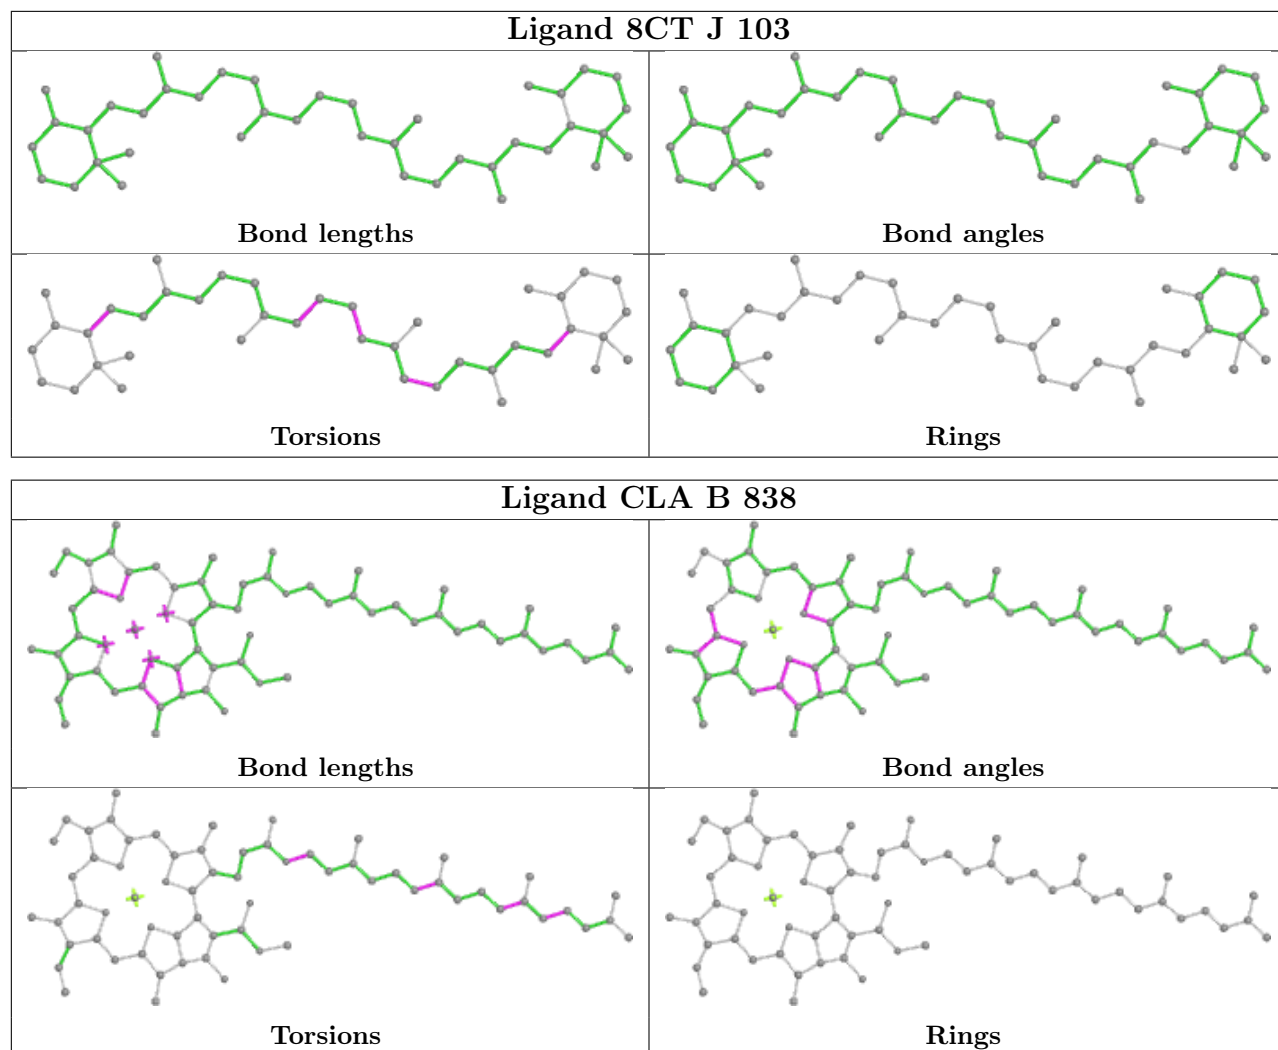 Ligand 8CT J 103
Bond lengths
Bond angles
Torsions
Rings
Ligand CLA B 838
Bond lengths
Bond angles
Torsions
Rings